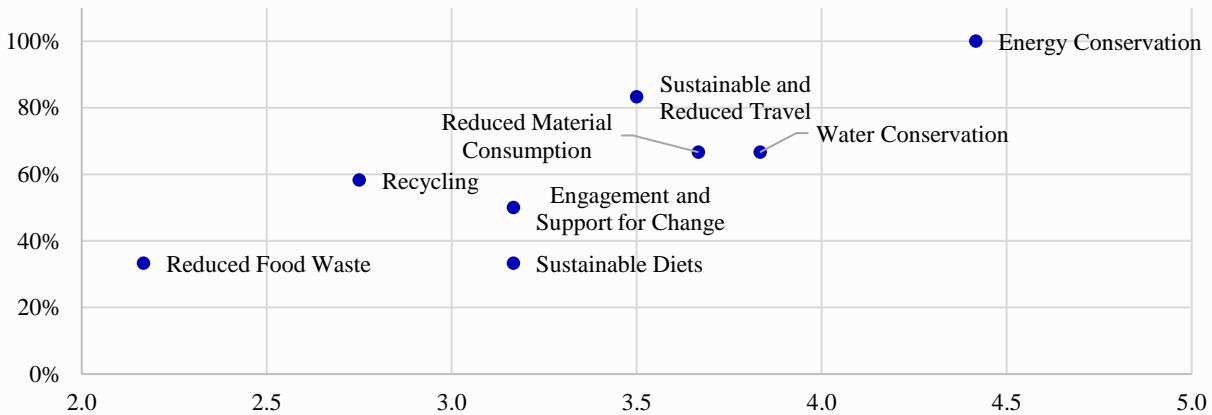 100%
Energy Conservation
Sustainable and
Reduced Travel
80%
Reduced Material
Consumption
Water Conservation
60%
Recycling
Engagement and
Support for Change
40%
Reduced Food Waste
Sustainable Diets
20%
0%
2.0 2.5 3.0 3.5 4.0 4.5 5.0